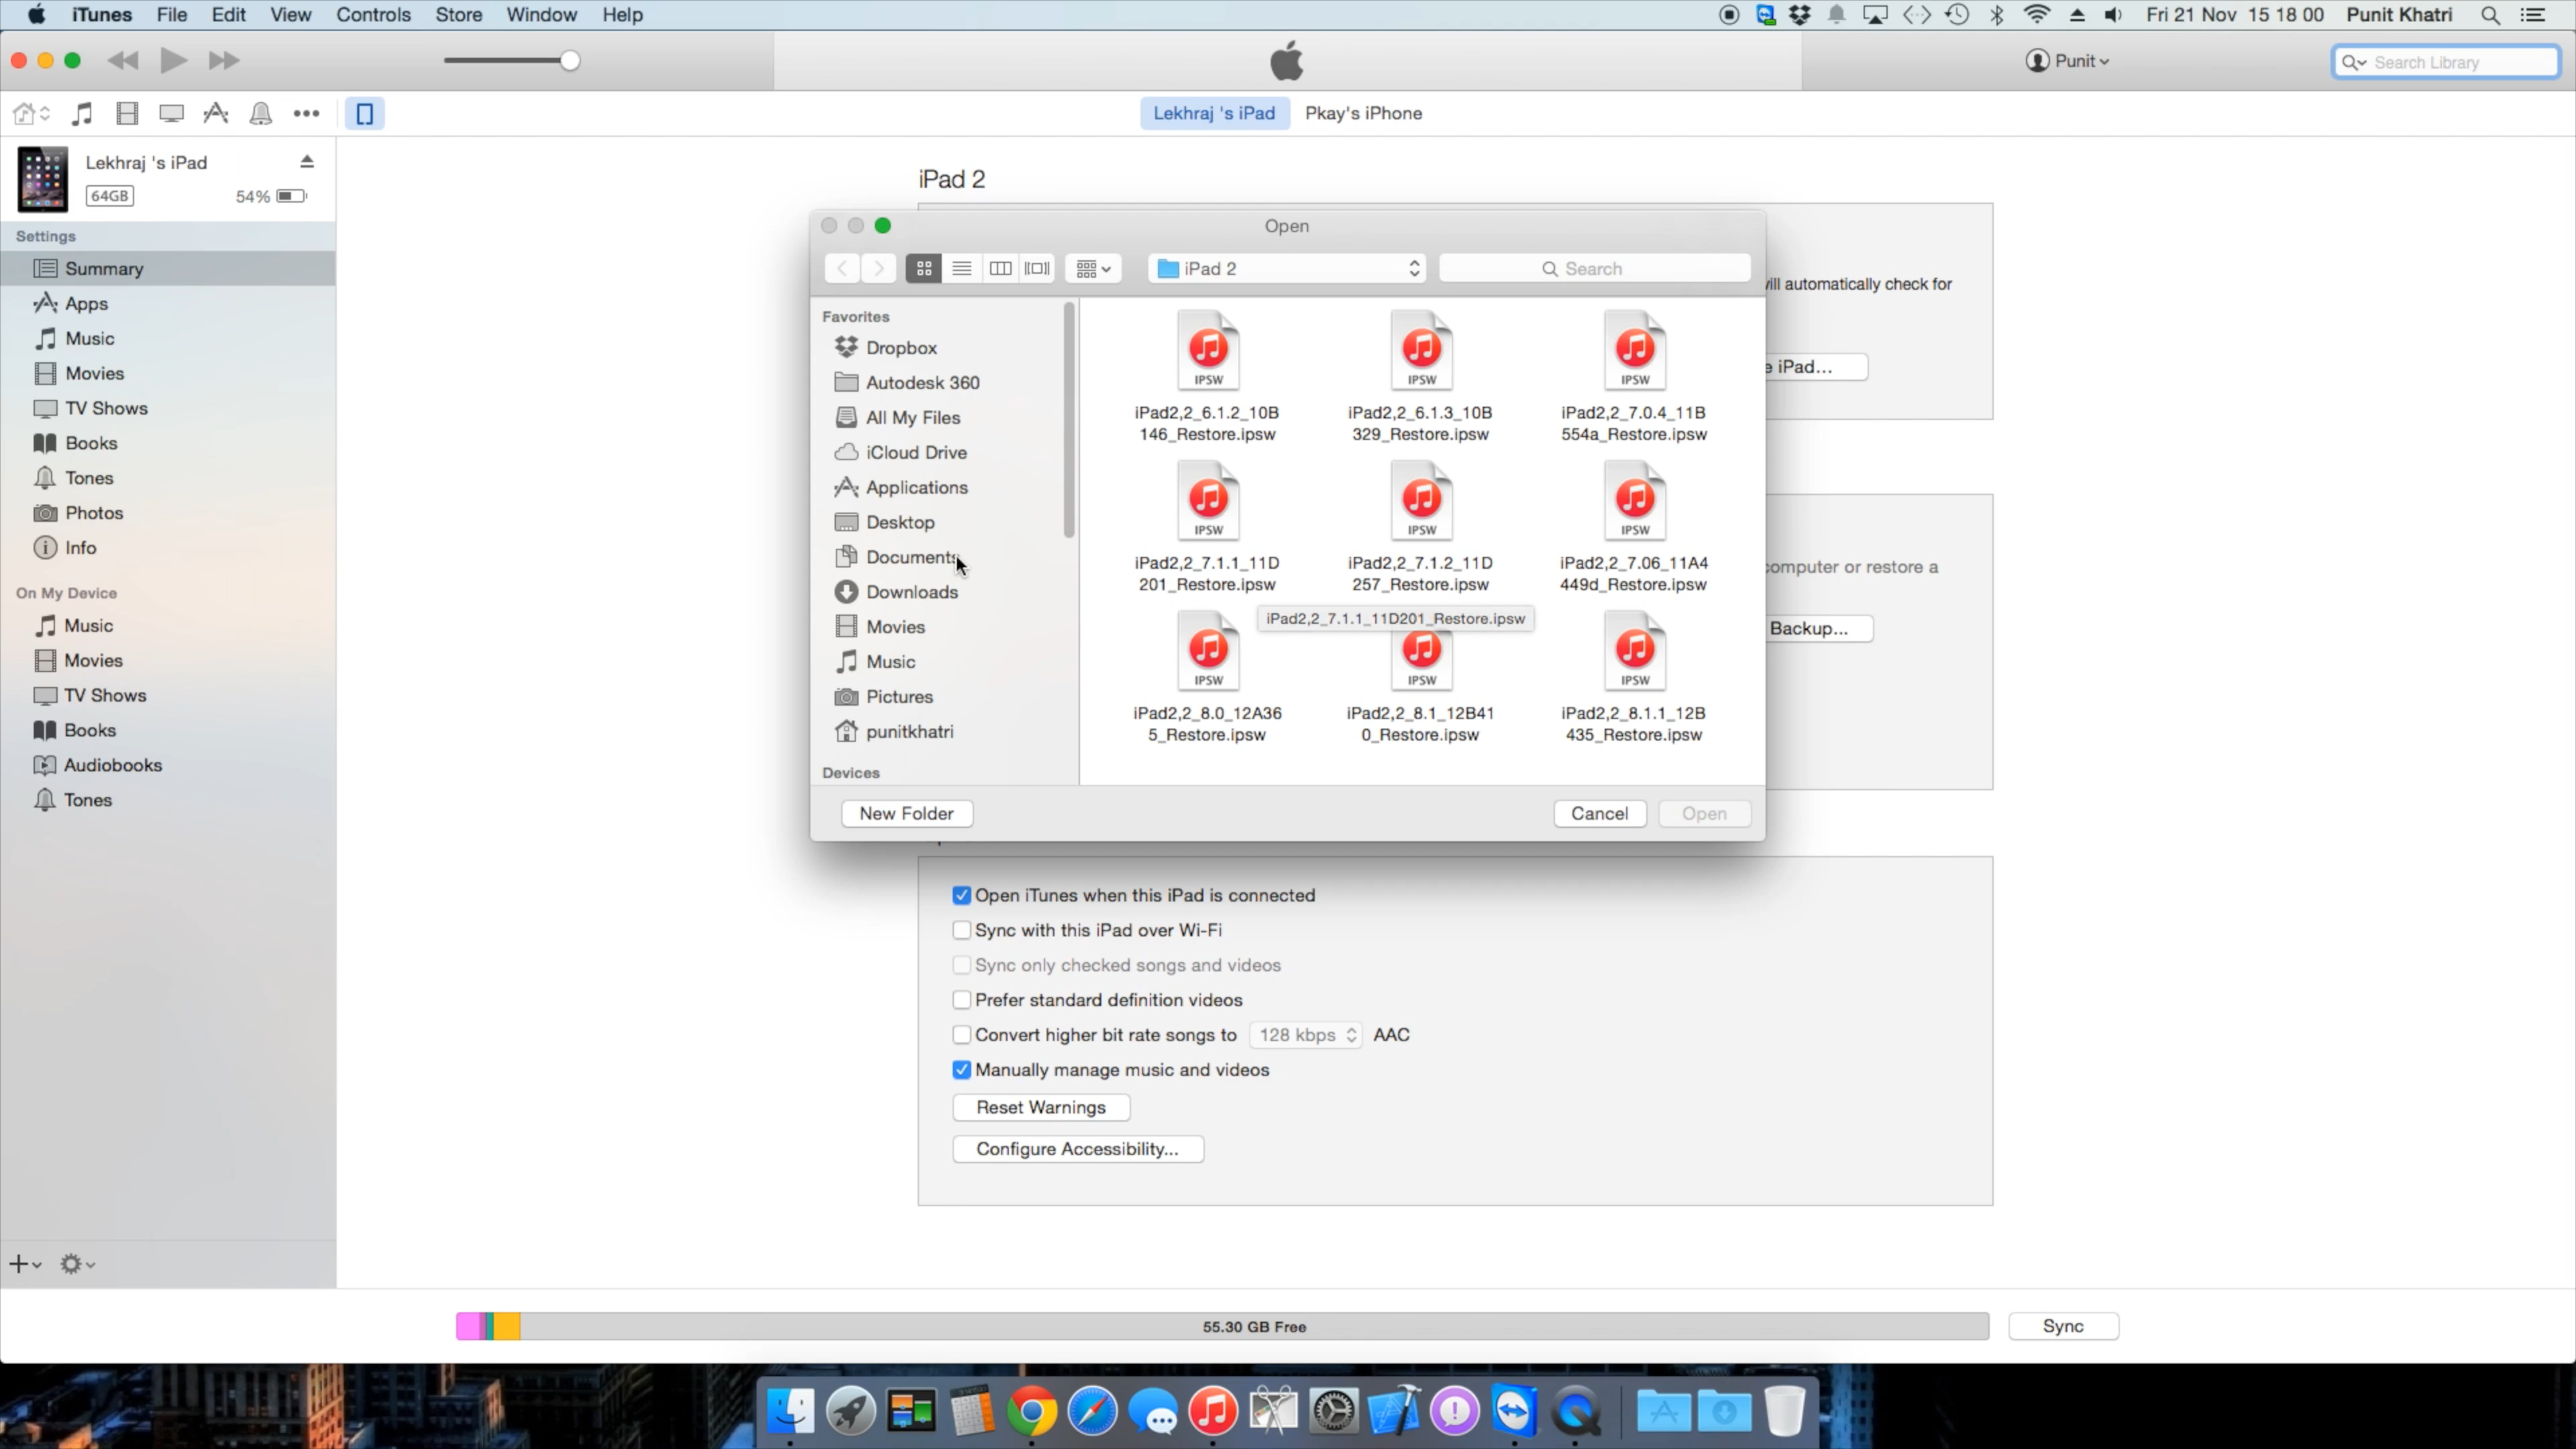 iTunes File Edit View Controls Store Window Help
Fri 21 Nov 15 18 00 Punit Khatri
Punit
Search Library
Lekhraj 's iPad Pkay's iPhone
Lekhraj 's iPad
64GB 54%
Settings
Summary
Apps
Music
Movies
TV Shows
Books
Tones
Photos
Info
On My Device
Music
Movies
TV Shows
Books
Audiobooks
Tones
iPad 2
will automatically check for
e iPad...
computer or restore a
Backup...
Open
iPad 2
Search
Favorites
Dropbox
Autodesk 360
All My Files
iCloud Drive
Applications
Desktop
Documents
Downloads
Movies
Music
Pictures
punitkhatri
Devices
IPSW IPSW IPSW
iPad2,2_6.1.2_10B iPad2,2_6.1.3_10B iPad2,2_7.0.4_11B
146_Restore.ipsw 329_Restore.ipsw 554a_Restore.ipsw
IPSW IPSW IPSW
iPad2,2_7.1.1_11D iPad2,2_7.1.2_11D iPad2,2_7.06_11A4
201_Restore.ipsw 257_Restore.ipsw 449d_Restore.ipsw
iPad2,2_7.1.1_11D201_Restore.ipsw
IPSW IPSW IPSW
iPad2,2_8.0_12A36 iPad2,2_8.1_12B41 iPad2,2_8.1.1_12B
5_Restore.ipsw 0_Restore.ipsw 435_Restore.ipsw
New Folder Cancel Open
Open iTunes when this iPad is connected
Sync with this iPad over Wi-Fi
Sync only checked songs and videos
Prefer standard definition videos
Convert higher bit rate songs to 128 kbps AAC
Manually manage music and videos
Reset Warnings
Configure Accessibility...
55.30 GB Free
Sync